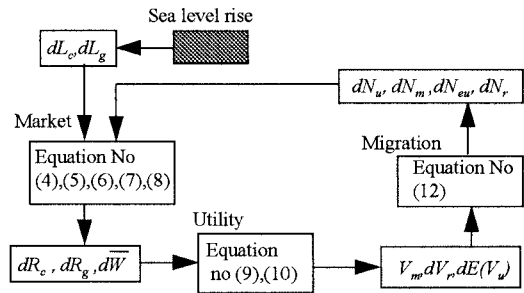 Sea level rise
dL_c, dL_g
dN_u, dN_m, dN_eu, dN_r
Market
Migration
Equation No
(4),(5),(6),(7),(8)
Equation No
(12)
Utility
dR_c , dR_g, dW̅
Equation
no (9),(10)
V_m, dV_r, dE(V_u)